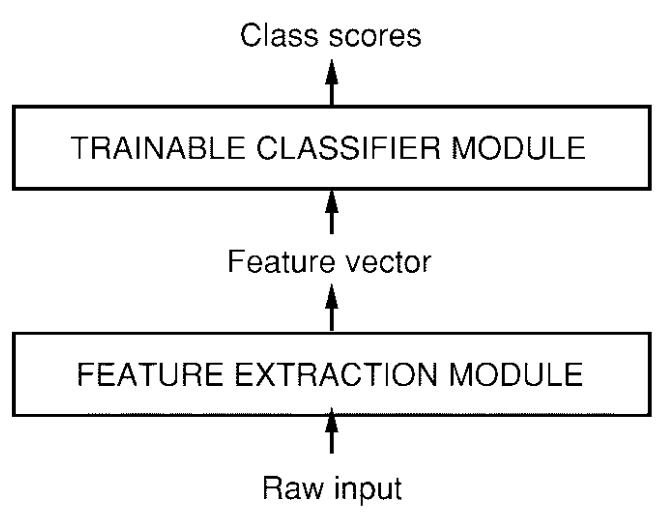 Class scores
TRAINABLE CLASSIFIER MODULE
Feature vector
FEATURE EXTRACTION MODULE
Raw input